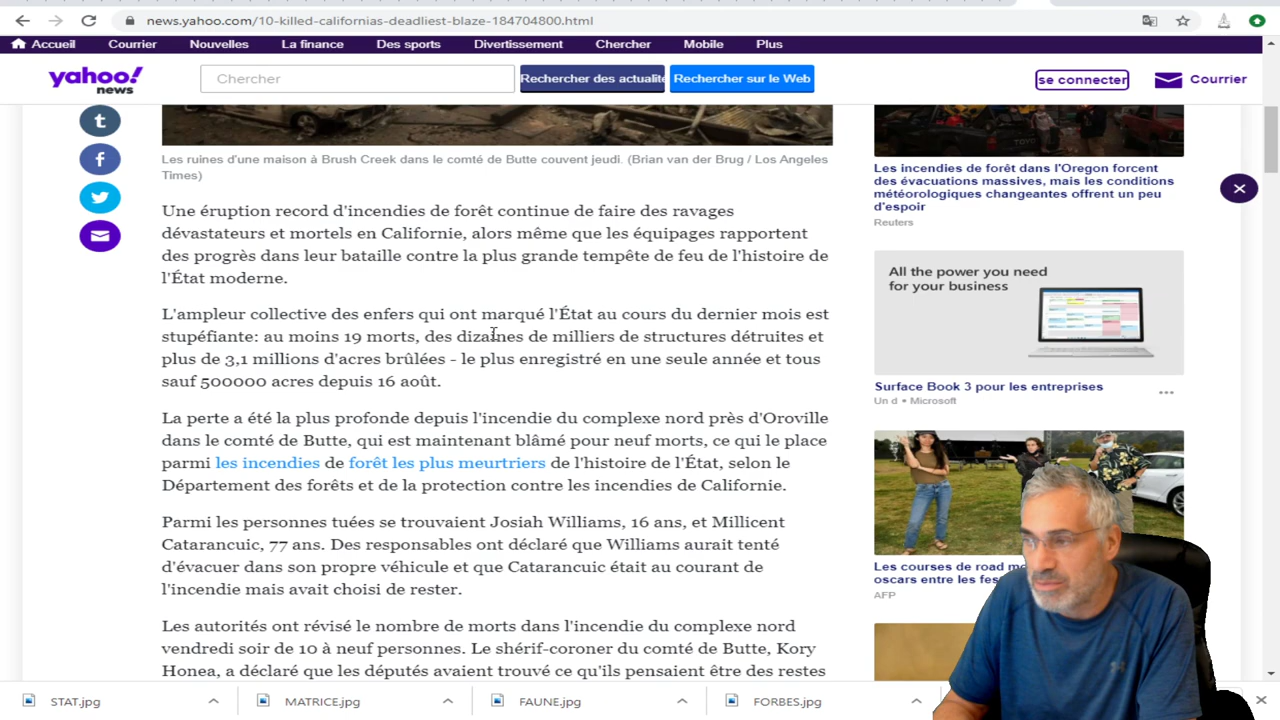 news.yahoo.com/10-killed-californias-deadliest-blaze-184704800.html
Accueil Courrier Nouvelles La finance Des sports Divertissement Chercher Mobile Plus
yahoo!
news
Chercher
Rechercher des actualité
Rechercher sur le Web
se connecter
Courrier
Les ruines d'une maison à Brush Creek dans le comté de Butte couvent jeudi. (Brian van der Brug / Los Angeles
Times)
Une éruption record d'incendies de forêt continue de faire des ravages
dévastateurs et mortels en Californie, alors même que les équipages rapportent
des progrès dans leur bataille contre la plus grande tempête de feu de l'histoire de
l'État moderne.
L'ampleur collective des enfers qui ont marqué l'État au cours du dernier mois est
stupéfiante: au moins 19 morts, des dizaines de milliers de structures détruites et
plus de 3,1 millions d'acres brûlées - le plus enregistré en une seule année et tous
sauf 500000 acres depuis 16 août.
La perte a été la plus profonde depuis l'incendie du complexe nord près d'Oroville
dans le comté de Butte, qui est maintenant blâmé pour neuf morts, ce qui le place
parmi les incendies de forêt les plus meurtriers de l'histoire de l'État, selon le
Département des forêts et de la protection contre les incendies de Californie.
Parmi les personnes tuées se trouvaient Josiah Williams, 16 ans, et Millicent
Catarancuic, 77 ans. Des responsables ont déclaré que Williams aurait tenté
d'évacuer dans son propre véhicule et que Catarancuic était au courant de
l'incendie mais avait choisi de rester.
Les autorités ont révisé le nombre de morts dans l'incendie du complexe nord
vendredi soir de 10 à neuf personnes. Le shérif-coroner du comté de Butte, Kory
Honea, a déclaré que les députés avaient trouvé ce qu'ils pensaient être des restes
Les incendies de forêt dans l'Oregon forcent
des évacuations massives, mais les conditions
météorologiques changeantes offrent un peu
d'espoir
Reuters
All the power you need
for your business
Surface Book 3 pour les entreprises
Un d • Microsoft
Les courses de road
oscars entre les
AFP
STAT.jpg
MATRICE.jpg
FAUNE.jpg
FORBES.jpg